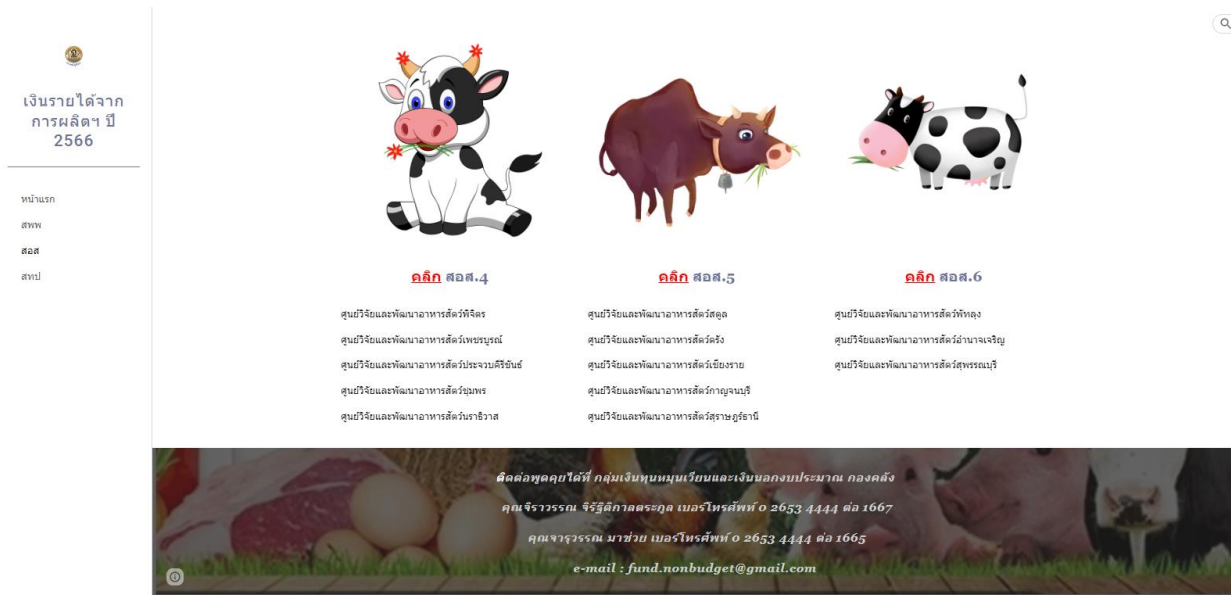 เงินรายได้จาก
การผลิตฯ ปี
2566
หน้าแรก
สพพ
สอส
สทป
คลิก สอส.4
ศูนย์วิจัยและพัฒนาอาหารสัตว์พิจิตร
ศูนย์วิจัยและพัฒนาอาหารสัตว์เพชรบูรณ์
ศูนย์วิจัยและพัฒนาอาหารสัตว์ประจวบคีรีขันธ์
ศูนย์วิจัยและพัฒนาอาหารสัตว์ชุมพร
ศูนย์วิจัยและพัฒนาอาหารสัตว์นราธิวาส
คลิก สอส.5
ศูนย์วิจัยและพัฒนาอาหารสัตว์สตูล
ศูนย์วิจัยและพัฒนาอาหารสัตว์ตรัง
ศูนย์วิจัยและพัฒนาอาหารสัตว์เชียงราย
ศูนย์วิจัยและพัฒนาอาหารสัตว์กาญจนบุรี
ศูนย์วิจัยและพัฒนาอาหารสัตว์สุราษฎร์ธานี
คลิก สอส.6
ศูนย์วิจัยและพัฒนาอาหารสัตว์พัทลุง
ศูนย์วิจัยและพัฒนาอาหารสัตว์อำนาจเจริญ
ศูนย์วิจัยและพัฒนาอาหารสัตว์สุพรรณบุรี
ติดต่อพูดคุยได้ที่ กลุ่มเงินทุนหมุนเวียนและเงินนอกงบประมาณ กองคลัง
คุณจิราวรรณ จิรัฐิติกาลตระกูล เบอร์โทรศัพท์ 0 2653 4444 ต่อ 1667
คุณจารุวรรณ มาช่วย เบอร์โทรศัพท์ 0 2653 4444 ต่อ 1665
e-mail : fund.nonbudget@gmail.com